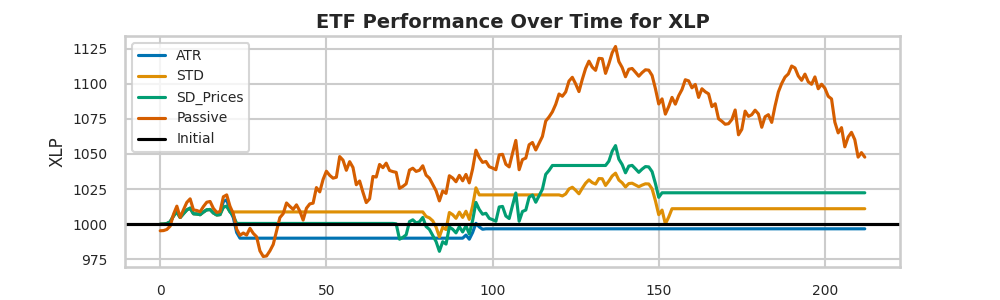 ETF Performance Over Time for XLP
ATR
STD
SD_Prices
Passive
Initial
XLP
1125
1100
1075
1050
1025
1000
975
0 50 100 150 200